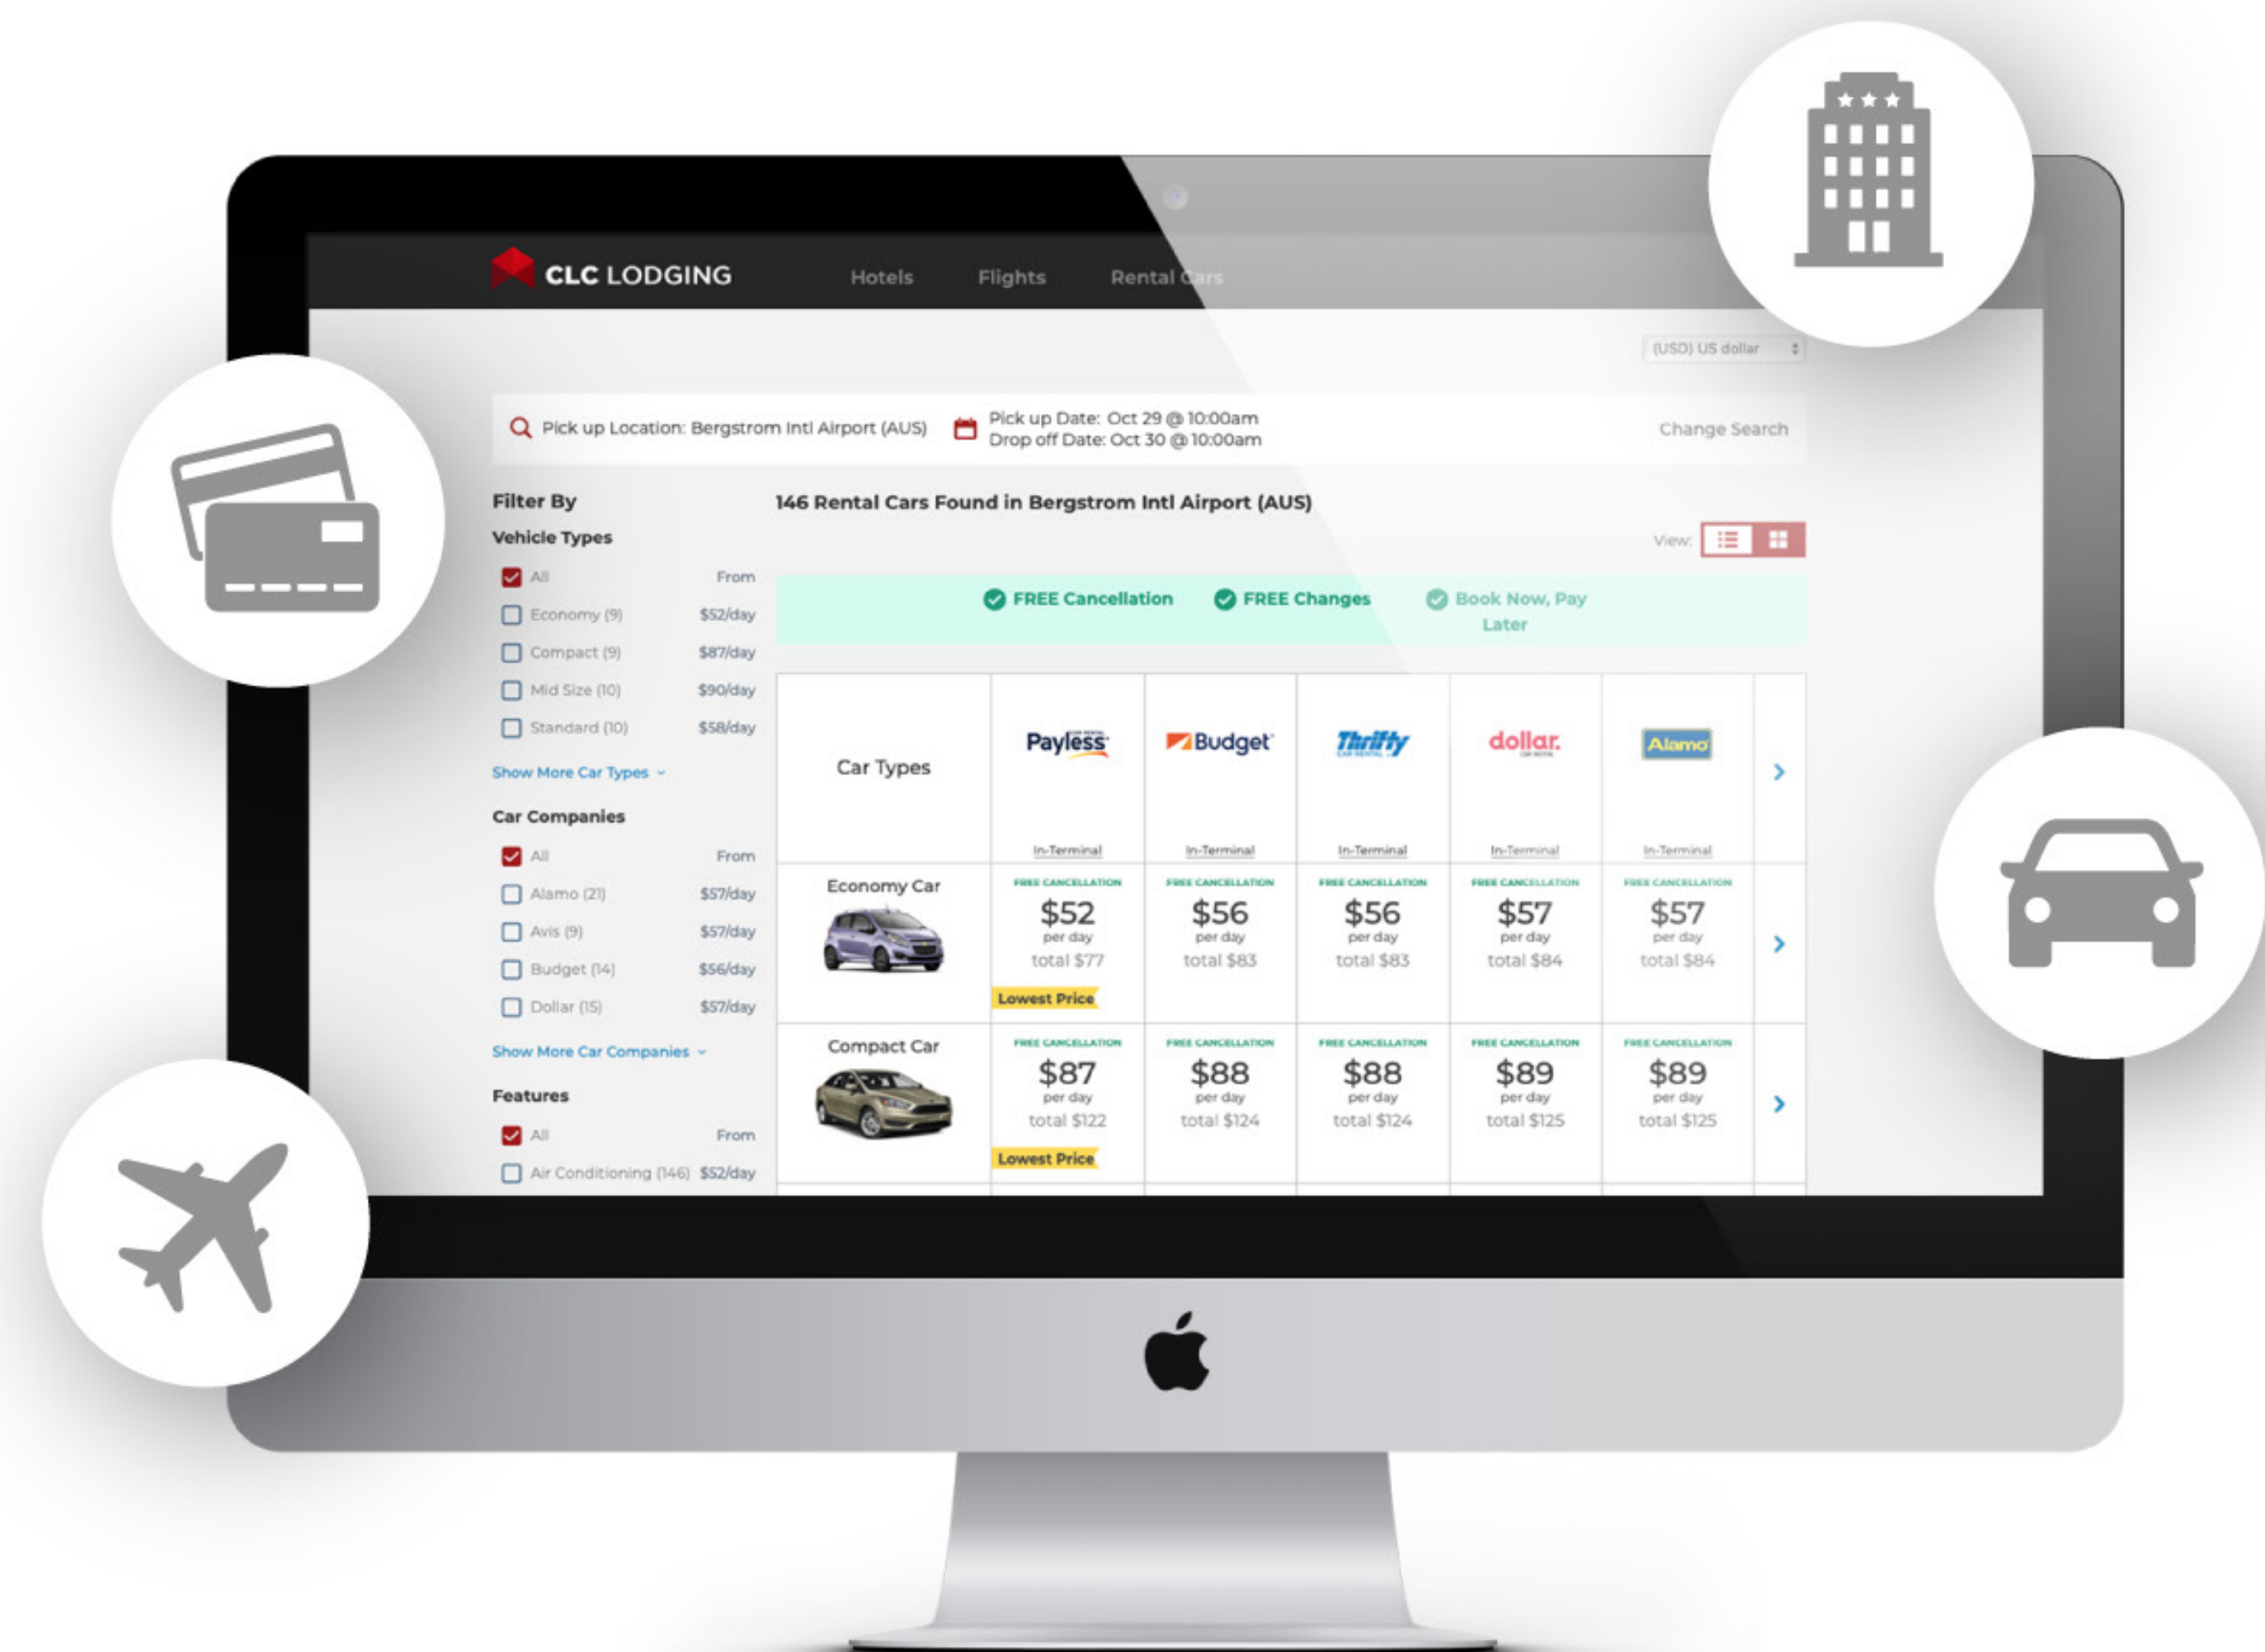 CLC LODGING
Hotels Flights Rental Cars
(USD) US dollar
Pick up Location: Bergstrom Intl Airport (AUS)
Pick up Date: Oct 29 @ 10:00am
Drop off Date: Oct 30 @ 10:00am
Change Search
Filter By
Vehicle Types
All From
Economy (9) $52/day
Compact (9) $87/day
Mid Size (10) $90/day
Standard (10) $58/day
Show More Car Types
Car Companies
All From
Alamo (21) $57/day
Avis (9) $57/day
Budget (14) $56/day
Dollar (15) $57/day
Show More Car Companies
Features
All From
Air Conditioning (146) $52/day
146 Rental Cars Found in Bergstrom Intl Airport (AUS)
View:
FREE Cancellation FREE Changes Book Now, Pay
Later
Car Types Payless Budget Thrifty dollar. Alamo
CAR RENTAL
In-Terminal In-Terminal In-Terminal In-Terminal In-Terminal
Economy Car
FREE CANCELLATION FREE CANCELLATION FREE CANCELLATION FREE CANCELLATION FREE CANCELLATION
$52 $56 $56 $57 $57
per day per day per day per day per day
total $77 total $83 total $83 total $84 total $84
Lowest Price
Compact Car
FREE CANCELLATION FREE CANCELLATION FREE CANCELLATION FREE CANCELLATION FREE CANCELLATION
$87 $88 $88 $89 $89
per day per day per day per day per day
total $122 total $124 total $124 total $125 total $125
Lowest Price